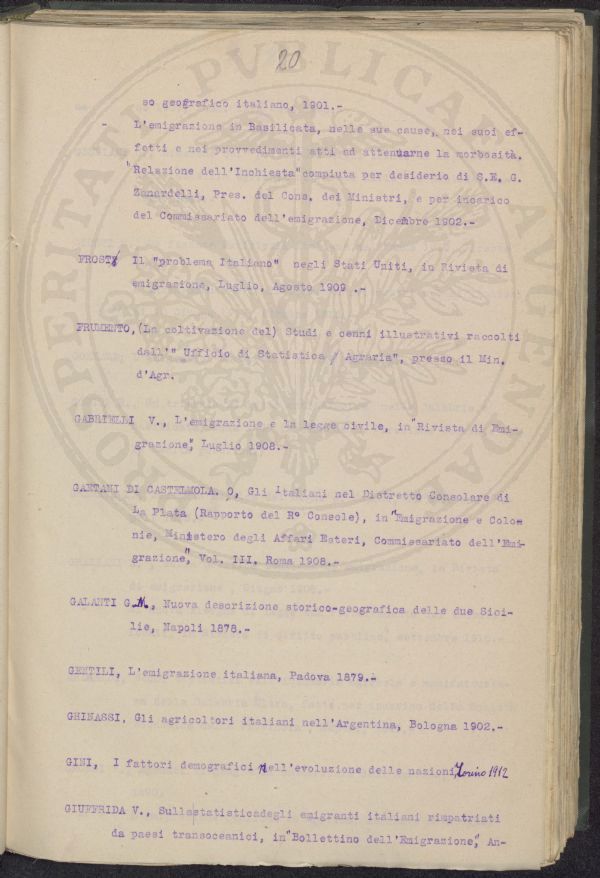 20
so geografico italiano, 1901.-
- L'emigrazione in Basilicata, nelle sue cause, nei suoi ef-
fetti e nei provvedimenti atti ad attenuarne la morbosità.
"Relazione dell'Inchiesta" compiuta per desiderio di S.E. G.
Zanardelli, Pres. del Cons. dei Ministri, e per incarico
del Commissariato dell'emigrazione, Dicembre 1902.-
FROST, Il "problema Italiano" negli Stati Uniti, in Rivista di
emigrazione, Luglio, Agosto 1909 .-
FRUMENTO, (La coltivazione del) Studi e cenni illustrativi raccolti
dall'" Ufficio di Statistica / Agraria", presso il Min.
d'Agr.
GABRIELLI V., L'emigrazione e la legge civile, in "Rivista di Emi-
grazione", Luglio 1908.-
GAETANI DI CASTELMOLA. O, Gli italiani nel Distretto Consolare di
La Plata (Rapporto del Rº Console), in "Emigrazione e Colo-
nie, Ministero degli Affari Esteri, Commissariato dell'Emi-
grazione", Vol. III. Roma 1908.-
GALANTI G.M., Nuova descrizione storico-geografica delle due Sici-
lie, Napoli 1878.-
GENTILI, L'emigrazione italiana, Padova 1879.-
GHINASSI, Gli agricoltori italiani nell'Argentina, Bologna 1902.-
GINI, I fattori demografici nell'evoluzione delle nazioni, Torino 1912
GIUFFRIDA V., Sullastatisticadegli emigranti italiani rimpatriati
da paesi transoceanici, in "Bollettino dell'Emigrazione", An-
PROSPERITATI PUBLICAE AUGENDAE